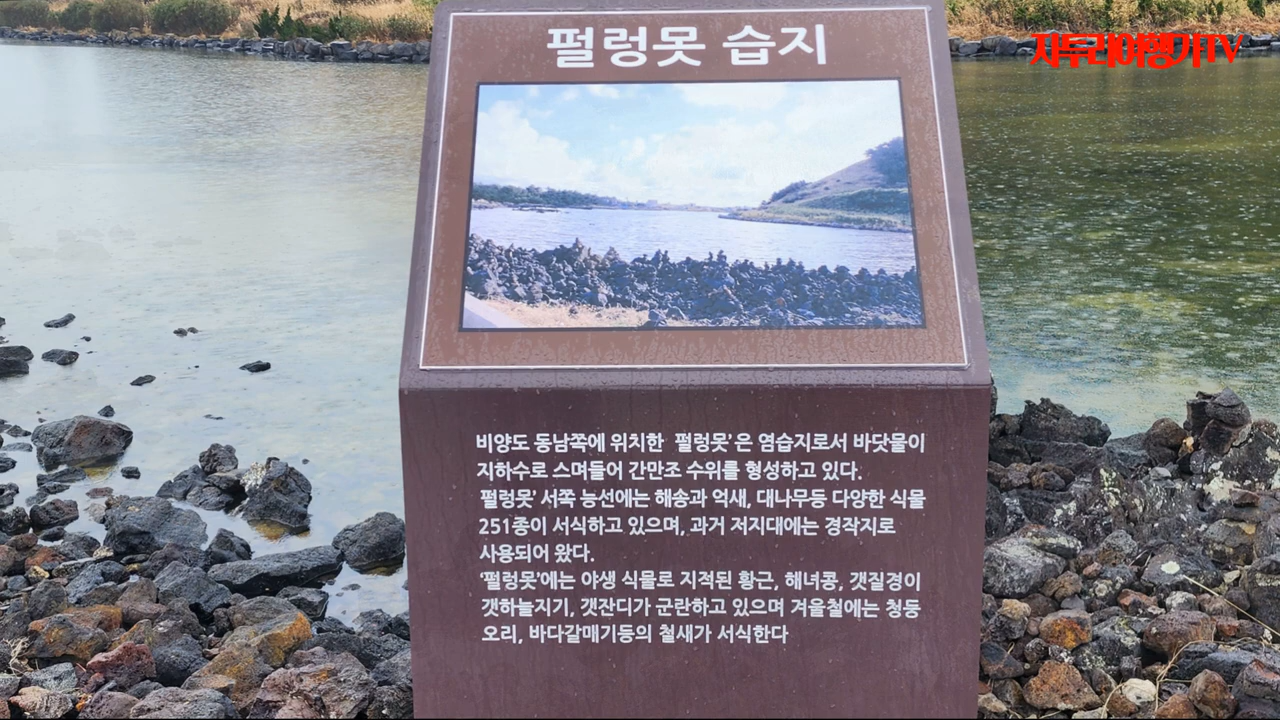 펄렁못 습지
자투리여행가TV
비양도 동남쪽에 위치한 펄렁못'은 염습지로서 바닷물이
지하수로 스며들어 간만조 수위를 형성하고 있다.
펄렁못' 서쪽 능선에는 해송과 억새, 대나무등 다양한 식물
251종이 서식하고 있으며, 과거 저지대에는 경작지로
사용되어 왔다.
'펄렁못'에는 야생 식물로 지적된 황근, 해녀콩, 갯질경이
갯하늘지기, 갯잔디가 군란하고 있으며 겨울철에는 청둥
오리, 바다갈매기등의 철새가 서식한다